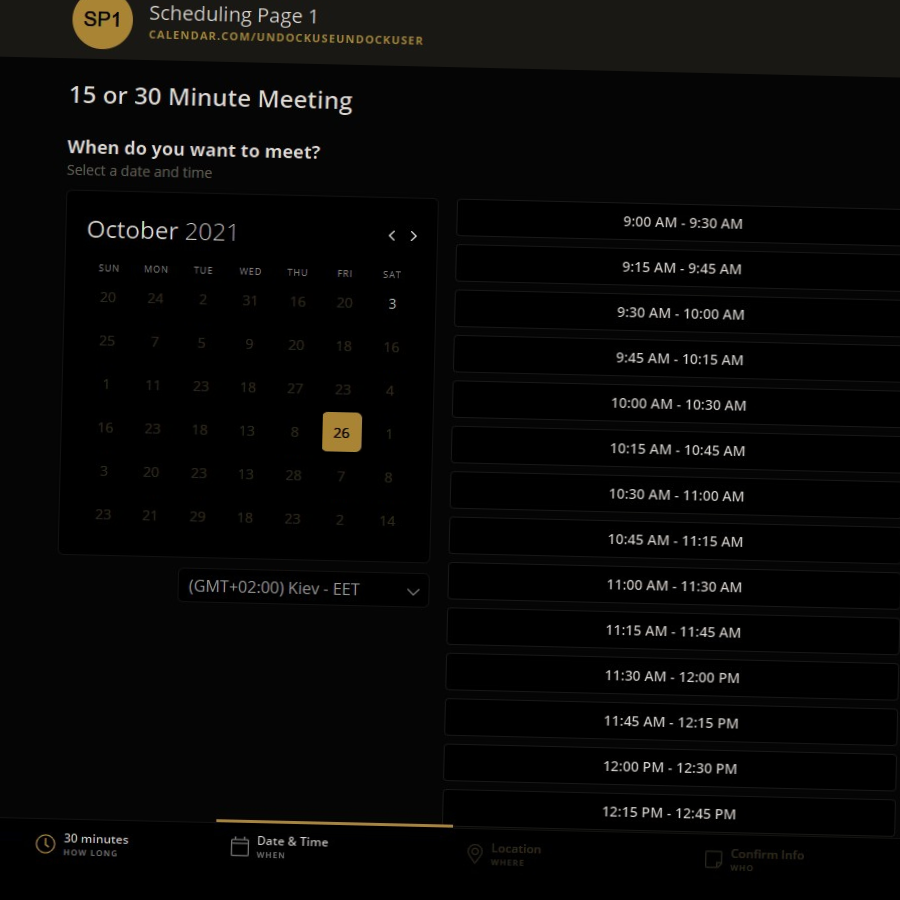 SP1
Scheduling Page 1
CALENDAR.COM/UNDOCKUSEUNDOCKUSER
15 or 30 Minute Meeting
When do you want to meet?
Select a date and time
October 2021
SUN MON TUE WED THU FRI SAT
20 24 2 31 16 20 3
25 7 5 9 20 18 16
1 11 23 18 27 23 4
16 23 18 13 8 26 1
3 20 23 13 28 7 8
23 21 29 18 23 2 14
(GMT+02:00) Kiev - EET
9:00 AM - 9:30 AM
9:15 AM - 9:45 AM
9:30 AM - 10:00 AM
9:45 AM - 10:15 AM
10:00 AM - 10:30 AM
10:15 AM - 10:45 AM
10:30 AM - 11:00 AM
10:45 AM - 11:15 AM
11:00 AM - 11:30 AM
11:15 AM - 11:45 AM
11:30 AM - 12:00 PM
11:45 AM - 12:15 PM
12:00 PM - 12:30 PM
12:15 PM - 12:45 PM
30 minutes
HOW LONG
Date & Time
WHEN
Location
WHERE
Confirm Info
WHO